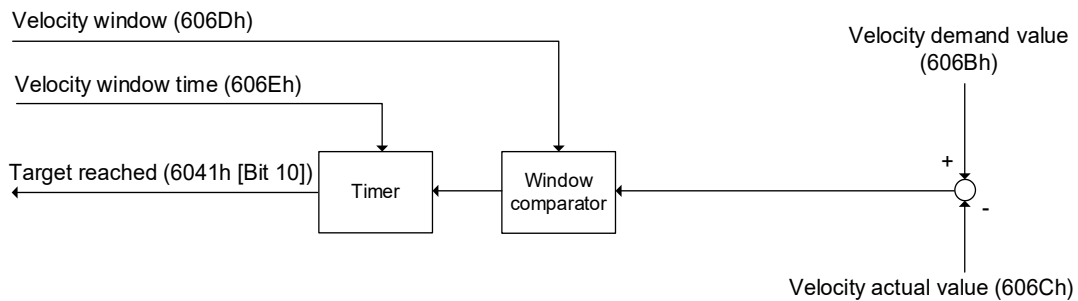 Velocity window (606Dh)
Velocity demand value
(606Bh)
Velocity window time (606Eh)
Target reached (6041h [Bit 10])
Timer
Window
comparator
+
-
Velocity actual value (606Ch)